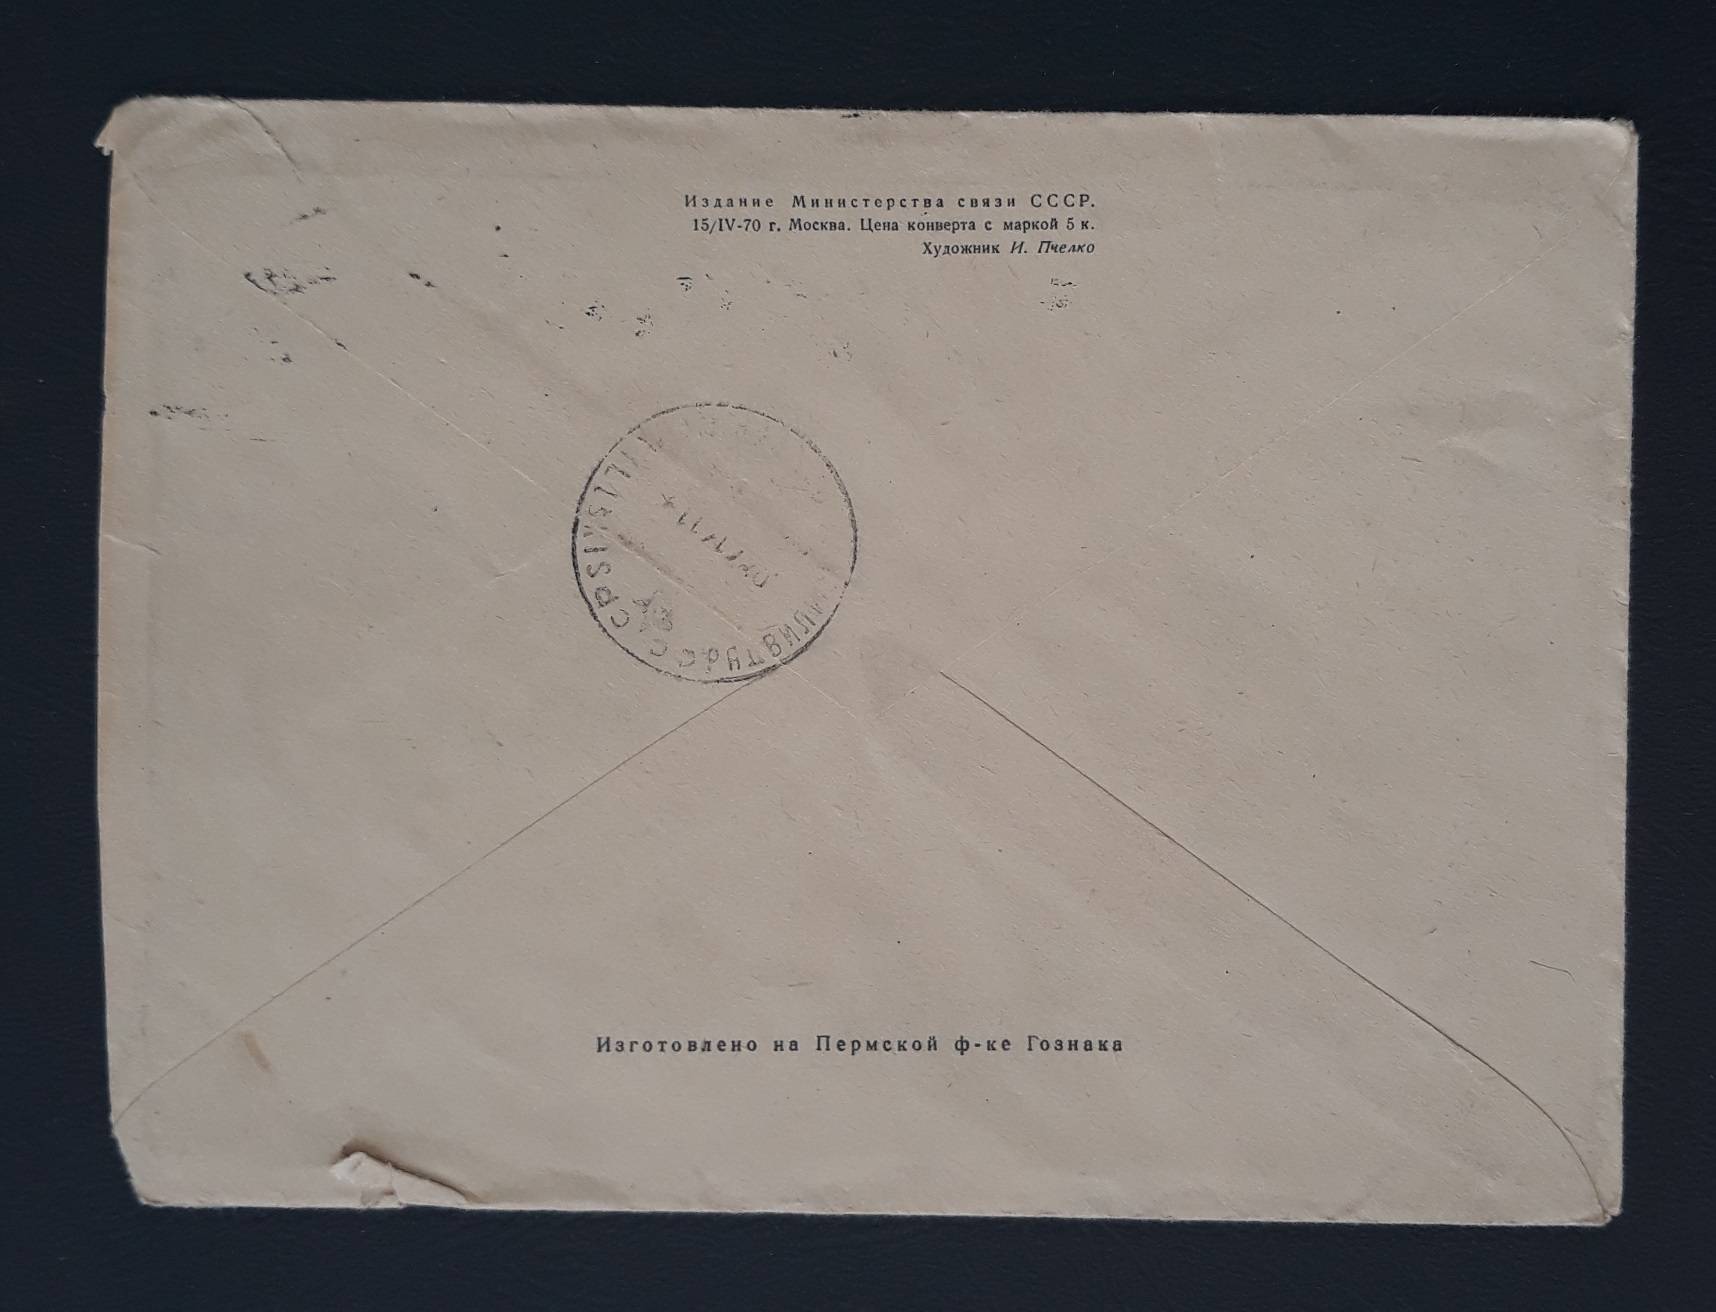 Издание Министерства связи СССР.
15/IV-70 г. Москва. Цена конверта с маркой 5 к.
Художник И. Пчелко
Изготовлено на Пермской ф-ке Гознака